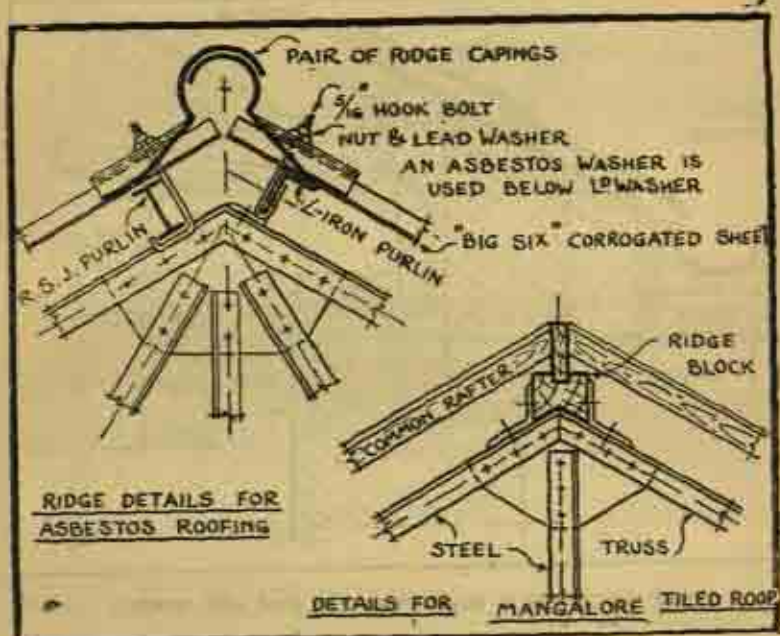 PAIR OF RIDGE CAPINGS
5/16" HOOK BOLT
NUT & LEAD WASHER
AN ASBESTOS WASHER IS
USED BELOW LD WASHER
R.S.J. PURLIN
L-IRON PURLIN
"BIG SIX" CORROGATED SHEET
RIDGE DETAILS FOR
ASBESTOS ROOFING
RIDGE
BLOCK
COMMON RAFTER
STEEL
TRUSS
DETAILS FOR MANGALORE TILED ROOF